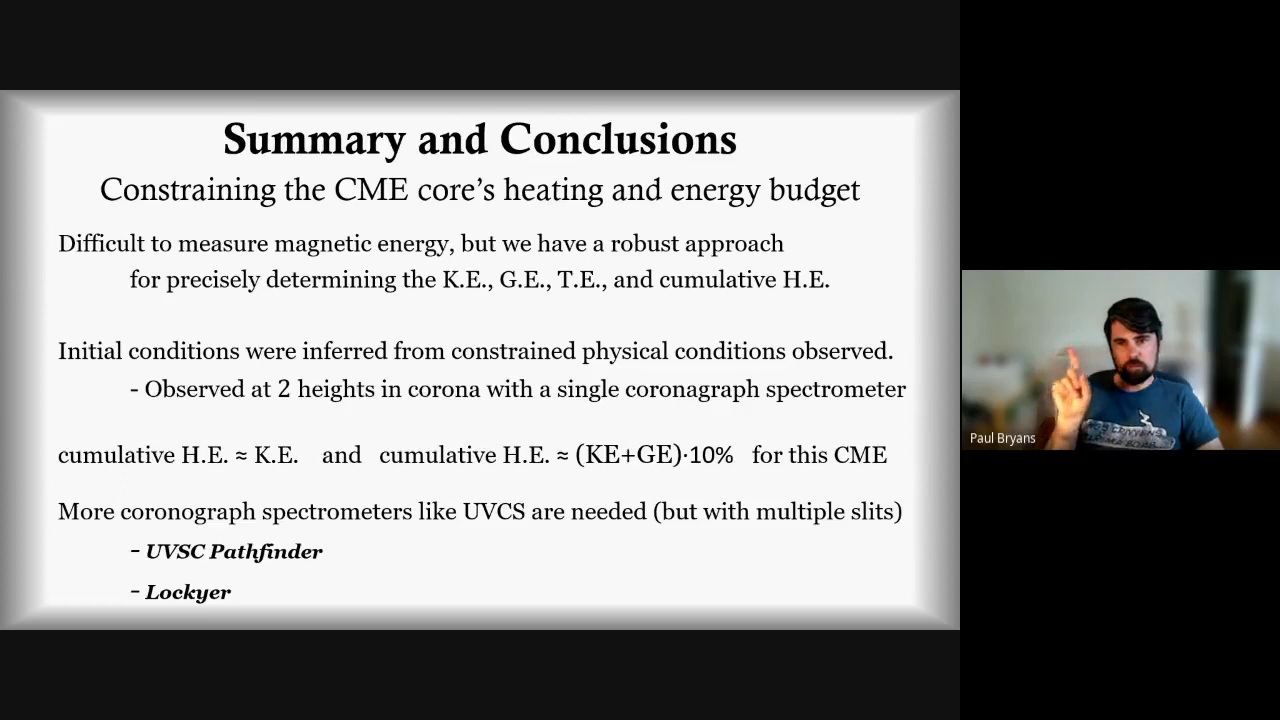 Summary and Conclusions
Constraining the CME core's heating and energy budget
Difficult to measure magnetic energy, but we have a robust approach
for precisely determining the K.E., G.E., T.E., and cumulative H.E.
Initial conditions were inferred from constrained physical conditions observed.
- Observed at 2 heights in corona with a single coronagraph spectrometer
cumulative H.E. ≈ K.E. and cumulative H.E. ≈ (KE+GE)·10% for this CME
More coronograph spectrometers like UVCS are needed (but with multiple slits)
- UVSC Pathfinder
- Lockyer
Paul Bryans